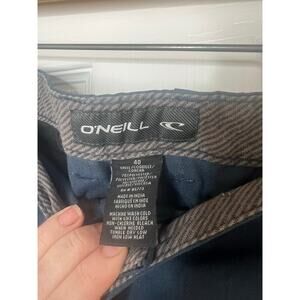 O'NEILL
40
MADE IN INDIA
FABRIQUÉ EN INDE
HECHO EN INDIA
MACHINE WASH COLD
WITH LIKE COLORS
NON-CHLORINE BLEACH
WHEN NEEDED
TUMBLE DRY LOW
IRON LOW HEAT